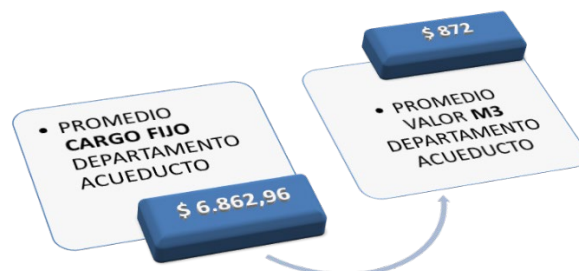 • PROMEDIO
CARGO FIJO
DEPARTAMENTO
ACUEDUCTO
$ 6.862,96
$ 872
• PROMEDIO
VALOR M3
DEPARTAMENTO
ACUEDUCTO